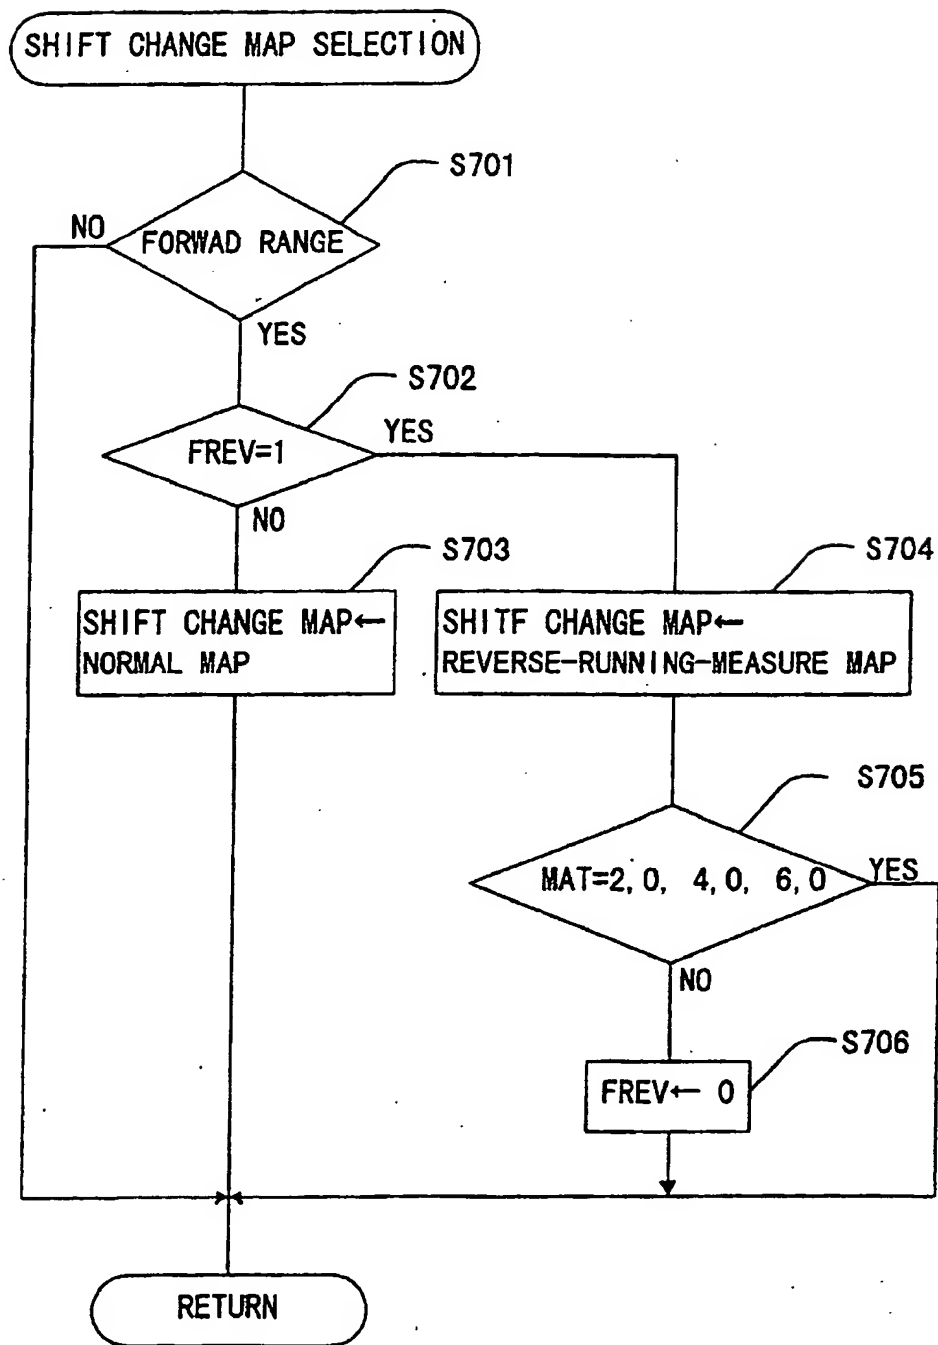 SHIFT CHANGE MAP SELECTION
S701
NO
FORWAD RANGE
YES
S702
FREV=1
YES
NO
S703
S704
SHIFT CHANGE MAP←
NORMAL MAP
SHITF CHANGE MAP←
REVERSE-RUNNING-MEASURE MAP
S705
MAT=2,0, 4,0, 6,0
YES
NO
S706
FREV← 0
RETURN